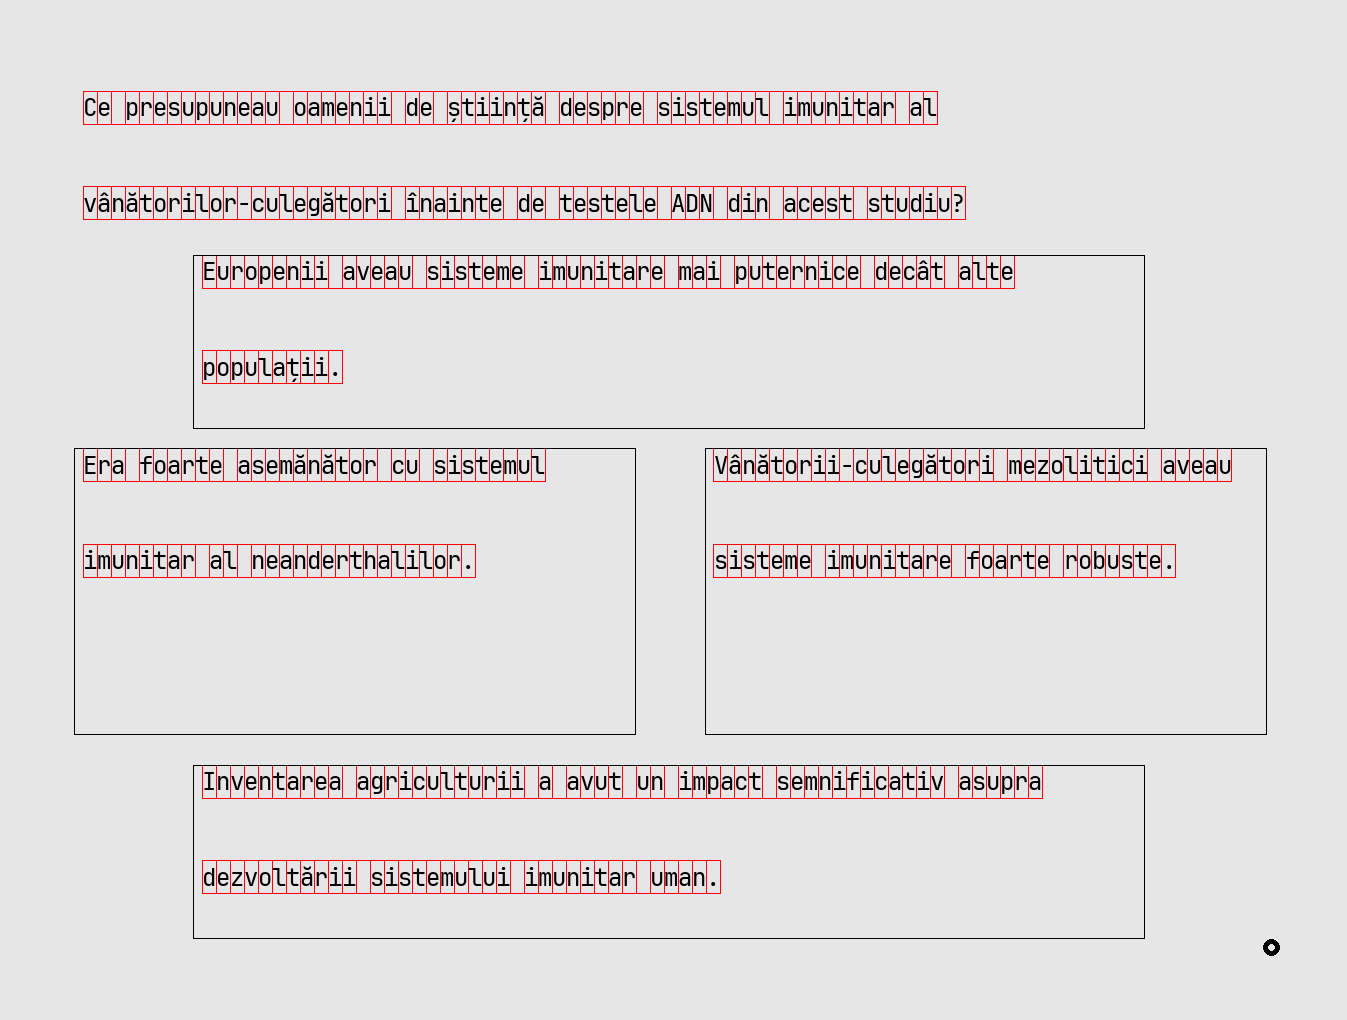 Ce presupuneau oamenii de știință despre sistemul imunitar al
vânătorilor-culegători înainte de testele ADN din acest studiu?
Europenii aveau sisteme imunitare mai puternice decât alte
populații.
Era foarte asemănător cu sistemul
imunitar al neanderthalilor.
Vânătorii-culegători mezolitici aveau
sisteme imunitare foarte robuste.
Inventarea agriculturii a avut un impact semnificativ asupra
dezvoltării sistemului imunitar uman.